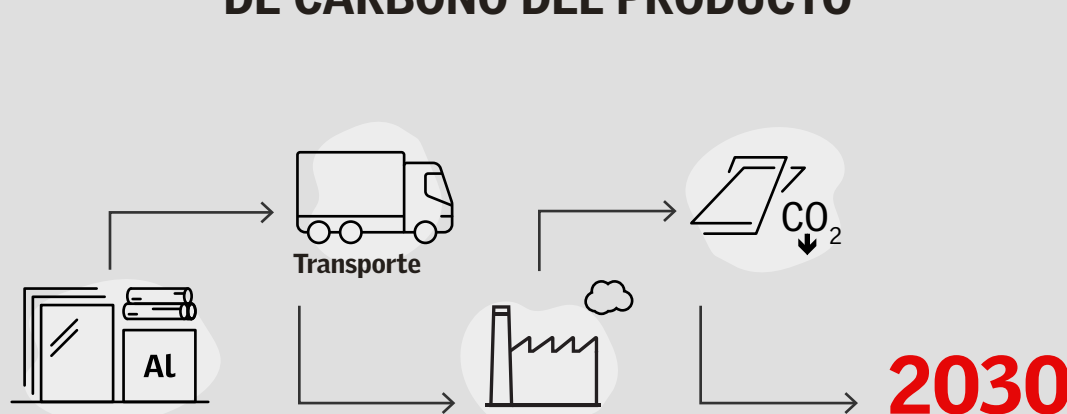 DE CARBONO DEL PRODUCTO
CO2
Transporte
Al
2030